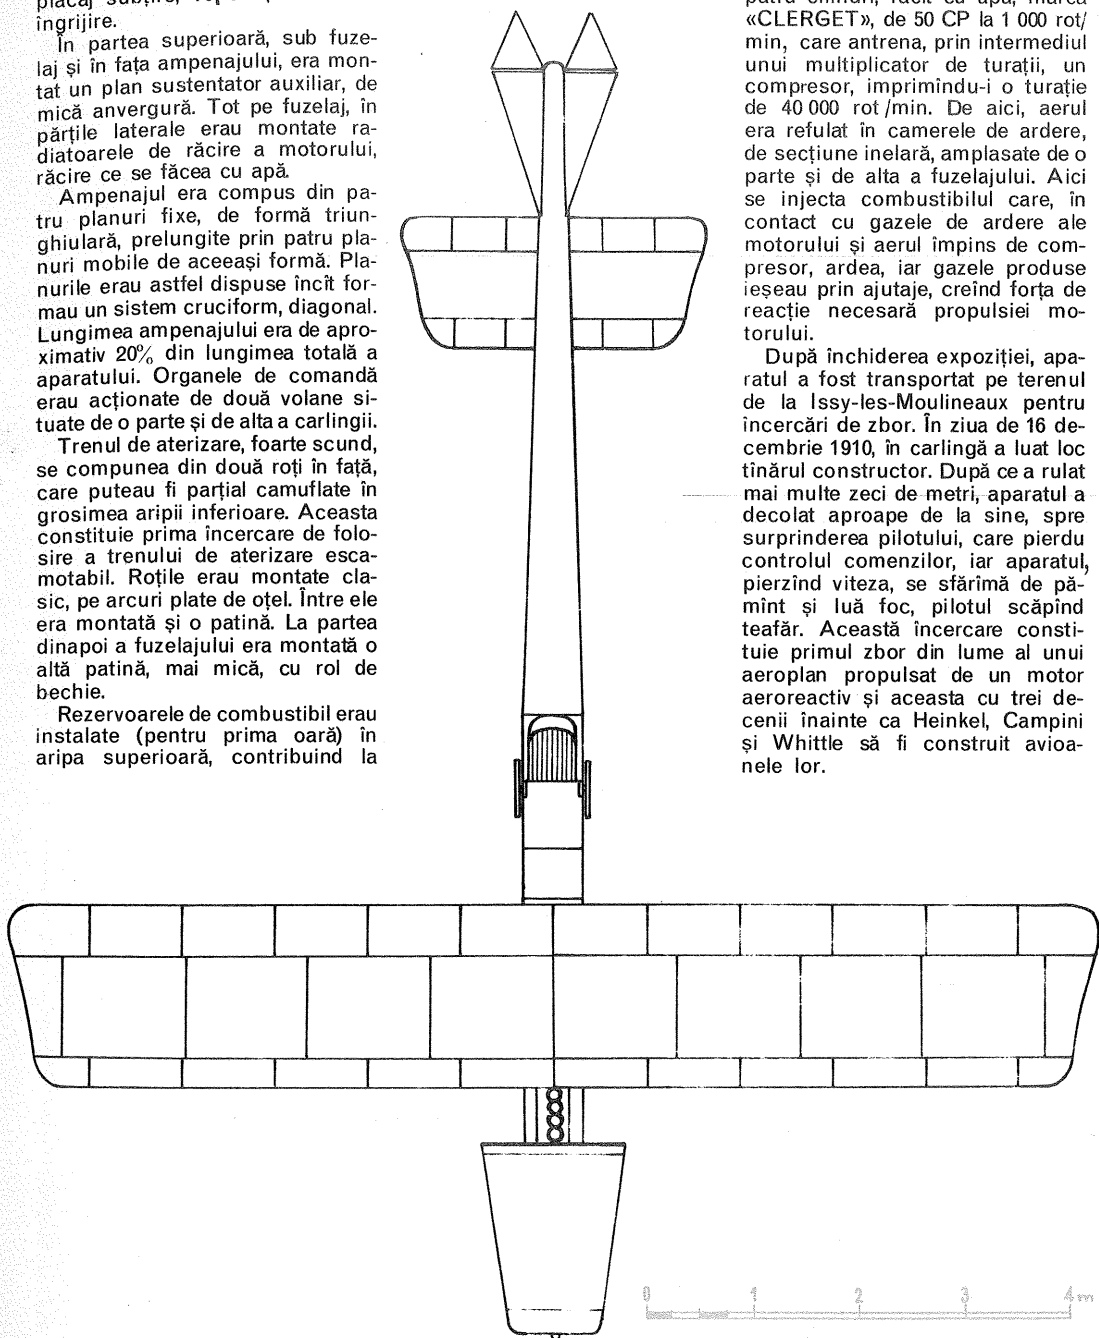 placaj subțire,
îngrijire.
În partea superioară, sub fuze-
laj și în fața ampenajului, era mon-
tat un plan sustentator auxiliar, de
mică anvergură. Tot pe fuzelaj, în
părțile laterale erau montate ra-
diatoarele de răcire a motorului,
răcire ce se făcea cu apă.
Ampenajul era compus din pa-
tru planuri fixe, de formă triun-
ghiulară, prelungite prin patru pla-
nuri mobile de aceeași formă. Pla-
nurile erau astfel dispuse încît for-
mau un sistem cruciform, diagonal.
Lungimea ampenajului era de apro-
ximativ 20% din lungimea totală a
aparatului. Organele de comandă
erau acționate de două volane si-
tuate de o parte și de alta a carlingii.
Trenul de aterizare, foarte scund,
se compunea din două roți în față,
care puteau fi parțial camuflate în
grosimea aripii inferioare. Aceasta
constituie prima încercare de folo-
sire a trenului de aterizare esca-
motabil. Roțile erau montate cla-
sic, pe arcuri plate de oțel. Între ele
era montată și o patină. La partea
dinapoi a fuzelajului era montată o
altă patină, mai mică, cu rol de
bechie.
Rezervoarele de combustibil erau
instalate (pentru prima oară) în
aripa superioară, contribuind la
patru cilindri, răcit cu apă, marca
«CLERGET», de 50 CP la 1 000 rot/
min, care antrena, prin intermediul
unui multiplicator de turații, un
compresor, imprimîndu-i o turație
de 40 000 rot/min. De aici, aerul
era refulat în camerele de ardere,
de secțiune inelară, amplasate de o
parte și de alta a fuzelajului. Aici
se injecta combustibilul care, în
contact cu gazele de ardere ale
motorului și aerul împins de com-
presor, ardea, iar gazele produse
ieșeau prin ajutaje, creînd forța de
reacție necesară propulsiei mo-
torului.
După închiderea expoziției, apa-
ratul a fost transportat pe terenul
de la Issy-les-Moulineaux pentru
încercări de zbor. În ziua de 16 de-
cembrie 1910, în carlingă a luat loc
tînărul constructor. După ce a rulat
mai multe zeci de metri, aparatul a
decolat aproape de la sine, spre
surprinderea pilotului, care pierdu
controlul comenzilor, iar aparatul,
pierzînd viteza, se sfărîmă de pă-
mînt și luă foc, pilotul scăpînd
teafăr. Această încercare consti-
tuie primul zbor din lume al unui
aeroplan propulsat de un motor
aeroreactiv și aceasta cu trei de-
cenii înainte ca Heinkel, Campini
și Whittle să fi construit avioa-
nele lor.
0 1 2 3 4 m